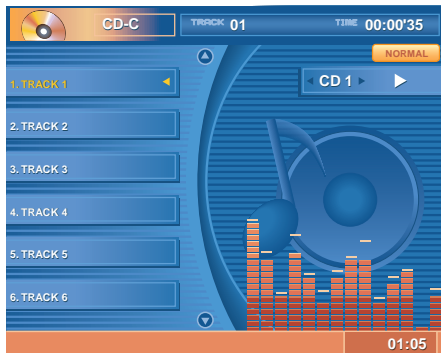 CD-C TRACK 01 TIME 00:00'35
NORMAL
CD 1
1. TRACK 1
2. TRACK 2
3. TRACK 3
4. TRACK 4
5. TRACK 5
6. TRACK 6
01:05